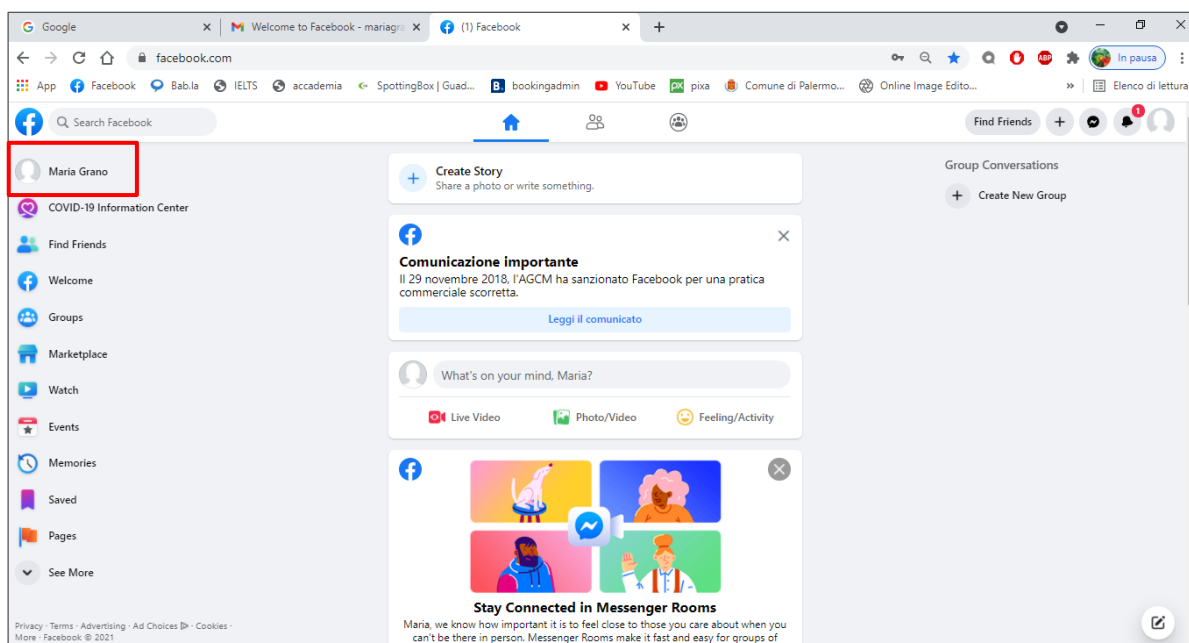 Google
Welcome to Facebook - mariagra
(1) Facebook
facebook.com
In pausa
App
Facebook
Bab.la
IELTS
accademia
SpottingBox | Guad...
B.
bookingadmin
YouTube
px
pixa
Comune di Palermo...
Online Image Edito...
»
Elenco di lettura
ABP
Search Facebook
Find Friends
1
Maria Grano
COVID-19 Information Center
Find Friends
Welcome
Groups
Marketplace
Watch
Events
Memories
Saved
Pages
See More
Privacy · Terms · Advertising · Ad Choices · Cookies ·
More · Facebook © 2021
Create Story
Share a photo or write something.
Comunicazione importante
Il 29 novembre 2018, l'AGCM ha sanzionato Facebook per una pratica
commerciale scorretta.
Leggi il comunicato
What's on your mind, Maria?
Live Video
Photo/Video
Feeling/Activity
Stay Connected in Messenger Rooms
Maria, we know how important it is to feel close to those you care about when you
can't be there in person. Messenger Rooms make it fast and easy for groups of
Group Conversations
Create New Group